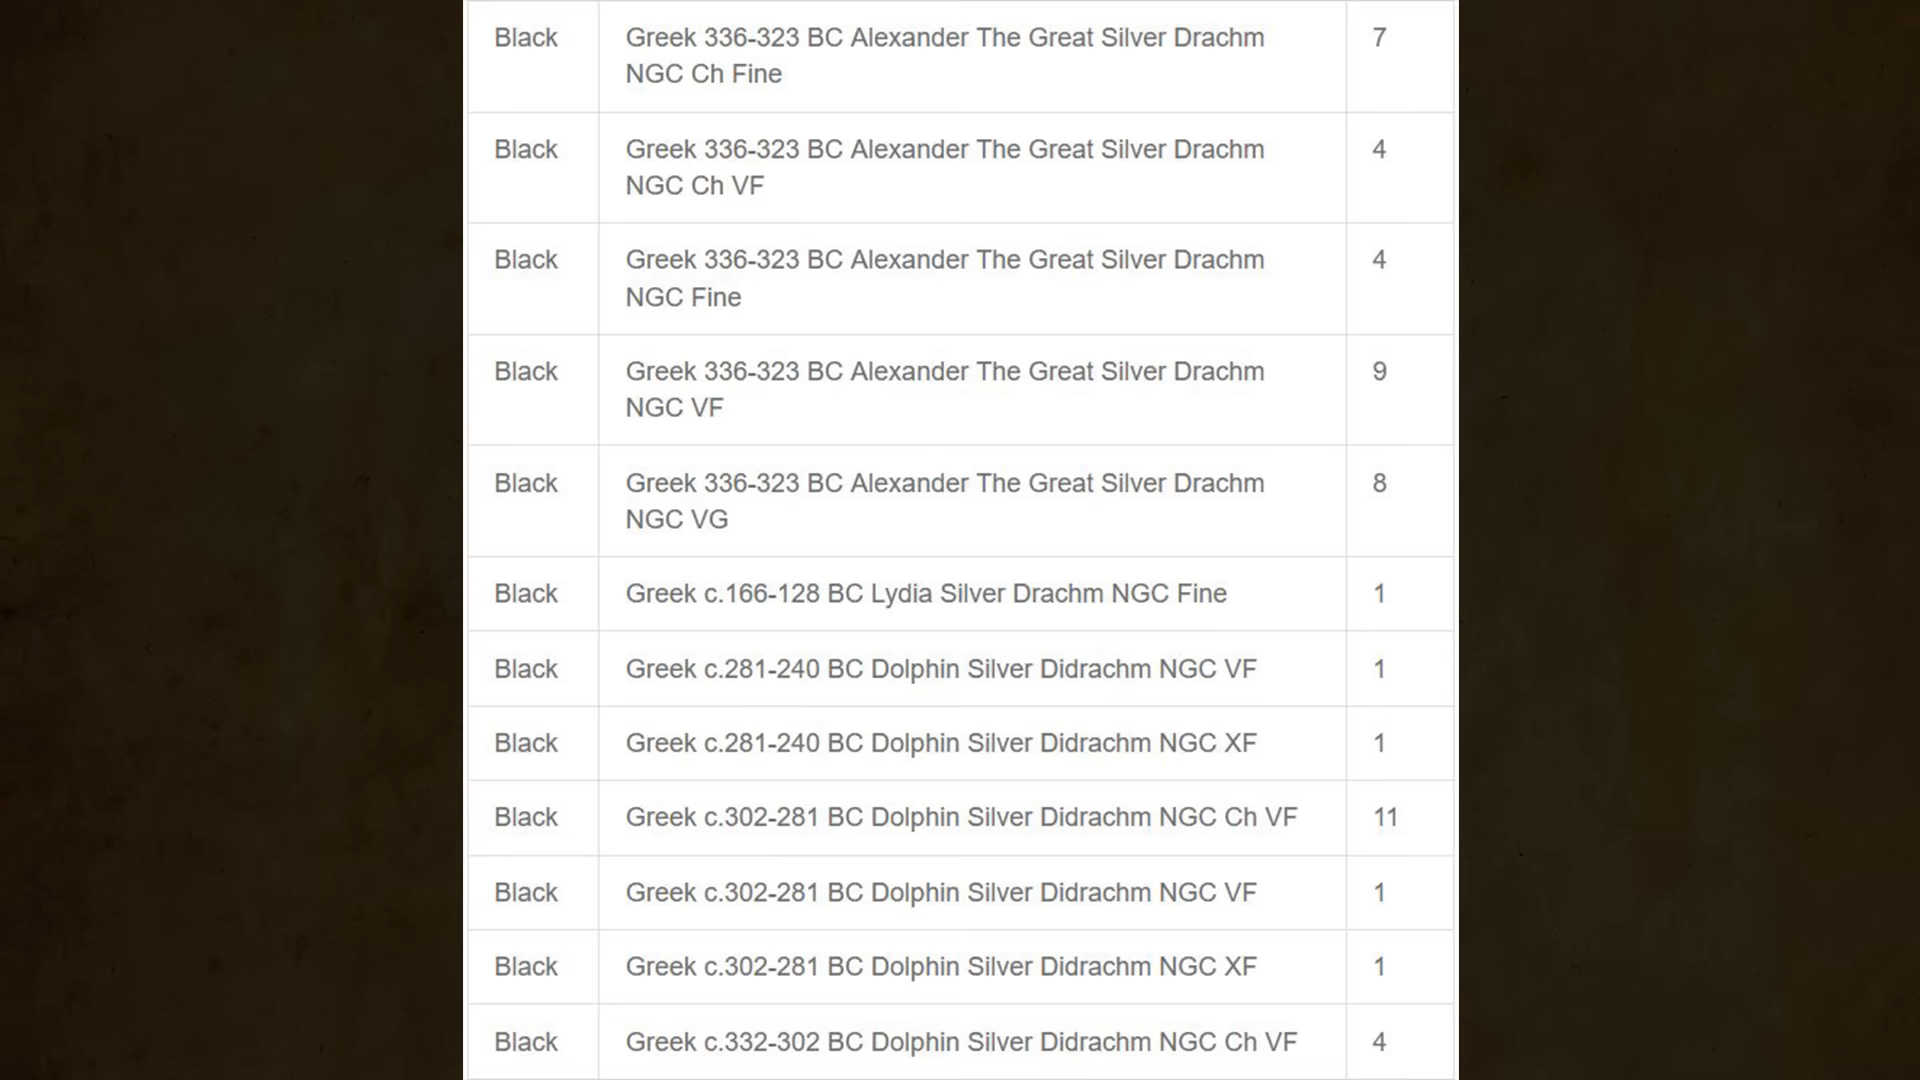 Black Greek 336-323 BC Alexander The Great Silver Drachm 7
NGC Ch Fine
Black Greek 336-323 BC Alexander The Great Silver Drachm 4
NGC Ch VF
Black Greek 336-323 BC Alexander The Great Silver Drachm 4
NGC Fine
Black Greek 336-323 BC Alexander The Great Silver Drachm 9
NGC VF
Black Greek 336-323 BC Alexander The Great Silver Drachm 8
NGC VG
Black Greek c.166-128 BC Lydia Silver Drachm NGC Fine 1
Black Greek c.281-240 BC Dolphin Silver Didrachm NGC VF 1
Black Greek c.281-240 BC Dolphin Silver Didrachm NGC XF 1
Black Greek c.302-281 BC Dolphin Silver Didrachm NGC Ch VF 11
Black Greek c.302-281 BC Dolphin Silver Didrachm NGC VF 1
Black Greek c.302-281 BC Dolphin Silver Didrachm NGC XF 1
Black Greek c.332-302 BC Dolphin Silver Didrachm NGC Ch VF 4